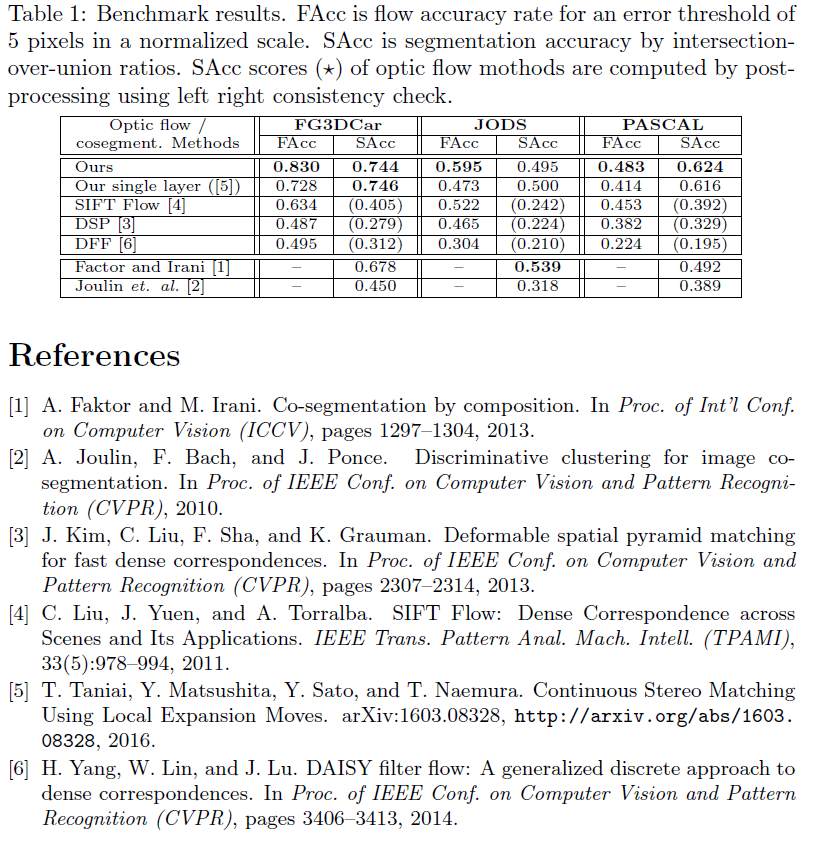 Table 1: Benchmark results. FAcc is flow accuracy rate for an error threshold of
5 pixels in a normalized scale. SAcc is segmentation accuracy by intersection-
over-union ratios. SAcc scores (⋆) of optic flow mothods are computed by post-
processing using left right consistency check.
Optic flow / FG3DCar JODS PASCAL
cosegment. Methods FAcc SAcc FAcc SAcc FAcc SAcc
Ours 0.830 0.744 0.595 0.495 0.483 0.624
Our single layer ([5]) 0.728 0.746 0.473 0.500 0.414 0.616
SIFT Flow [4] 0.634 (0.405) 0.522 (0.242) 0.453 (0.392)
DSP [3] 0.487 (0.279) 0.465 (0.224) 0.382 (0.329)
DFF [6] 0.495 (0.312) 0.304 (0.210) 0.224 (0.195)
Factor and Irani [1] – 0.678 – 0.539 – 0.492
Joulin et. al. [2] – 0.450 – 0.318 – 0.389
References
[1] A. Faktor and M. Irani. Co-segmentation by composition. In Proc. of Int'l Conf.
on Computer Vision (ICCV), pages 1297–1304, 2013.
[2] A. Joulin, F. Bach, and J. Ponce. Discriminative clustering for image co-
segmentation. In Proc. of IEEE Conf. on Computer Vision and Pattern Recogni-
tion (CVPR), 2010.
[3] J. Kim, C. Liu, F. Sha, and K. Grauman. Deformable spatial pyramid matching
for fast dense correspondences. In Proc. of IEEE Conf. on Computer Vision and
Pattern Recognition (CVPR), pages 2307–2314, 2013.
[4] C. Liu, J. Yuen, and A. Torralba. SIFT Flow: Dense Correspondence across
Scenes and Its Applications. IEEE Trans. Pattern Anal. Mach. Intell. (TPAMI),
33(5):978–994, 2011.
[5] T. Taniai, Y. Matsushita, Y. Sato, and T. Naemura. Continuous Stereo Matching
Using Local Expansion Moves. arXiv:1603.08328, http://arxiv.org/abs/1603.
08328, 2016.
[6] H. Yang, W. Lin, and J. Lu. DAISY filter flow: A generalized discrete approach to
dense correspondences. In Proc. of IEEE Conf. on Computer Vision and Pattern
Recognition (CVPR), pages 3406–3413, 2014.